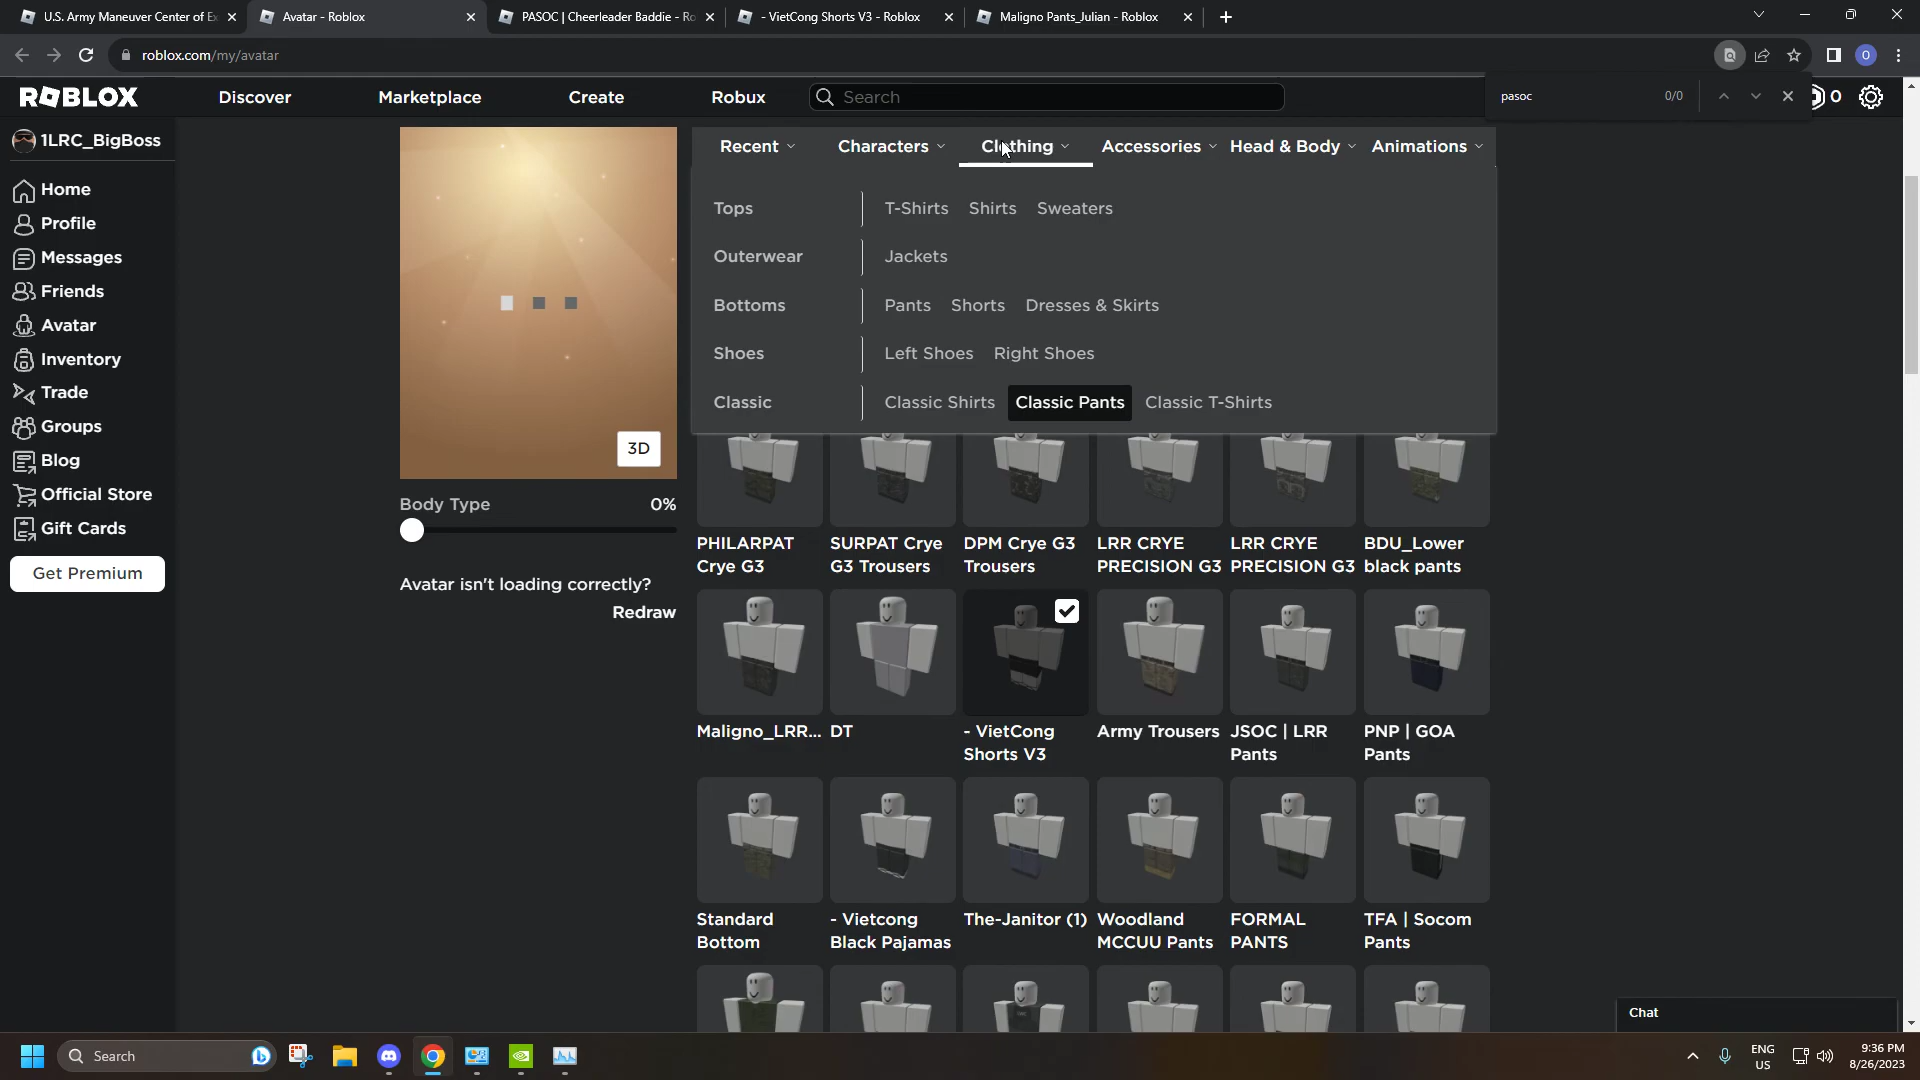 U.S. Army Maneuver Center of Ex
Avatar - Roblox
PASOC | Cheerleader Baddie - Ro
- VietCong Shorts V3 - Roblox
Maligno Pants_Julian - Roblox
roblox.com/my/avatar
O
pasoc
0/0
ROBLOX
Discover
Marketplace
Create
Robux
Search
0
1LRC_BigBoss
Home
Profile
Messages
Friends
Avatar
Inventory
Trade
Groups
Blog
Official Store
Gift Cards
Get Premium
3D
Body Type
0%
Avatar isn't loading correctly?
Redraw
Recent
Characters
Clothing
Accessories
Head & Body
Animations
Tops
T-Shirts Shirts Sweaters
Outerwear
Jackets
Bottoms
Pants Shorts Dresses & Skirts
Shoes
Left Shoes Right Shoes
Classic
Classic Shirts Classic Pants Classic T-Shirts
PHILARPAT
Crye G3
SURPAT Crye
G3 Trousers
DPM Crye G3
Trousers
LRR CRYE
PRECISION G3
LRR CRYE
PRECISION G3
BDU_Lower
black pants
Maligno_LRR...
DT
- VietCong
Shorts V3
Army Trousers
JSOC | LRR
Pants
PNP | GOA
Pants
Standard
Bottom
- Vietcong
Black Pajamas
The-Janitor (1)
Woodland
MCCUU Pants
FORMAL
PANTS
TFA | Socom
Pants
Chat
Search
ENG
US
9:36 PM
8/26/2023